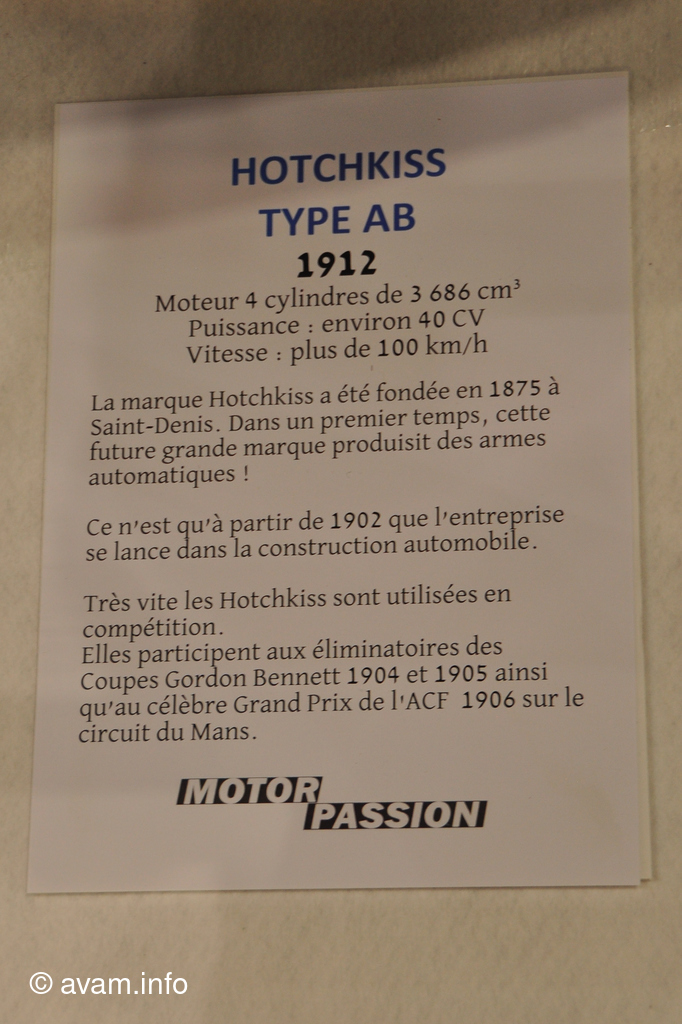 HOTCHKISS
TYPE AB
1912
Moteur 4 cylindres de 3 686 cm³
Puissance : environ 40 CV
Vitesse : plus de 100 km/h
La marque Hotchkiss a été fondée en 1875 à
Saint-Denis. Dans un premier temps, cette
future grande marque produisit des armes
automatiques !
Ce n'est qu'à partir de 1902 que l'entreprise
se lance dans la construction automobile.
Très vite les Hotchkiss sont utilisées en
compétition.
Elles participent aux éliminatoires des
Coupes Gordon Bennett 1904 et 1905 ainsi
qu'au célèbre Grand Prix de l'ACF 1906 sur le
circuit du Mans.
MOTOR
PASSION
© avam.info